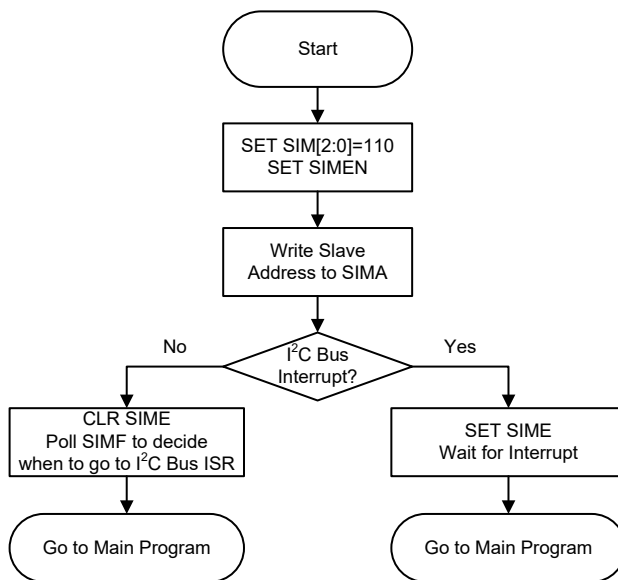 Start
SET SIM[2:0]=110
SET SIMEN
Write Slave
Address to SIMA
No
I²C Bus
Interrupt?
Yes
CLR SIME
Poll SIMF to decide
when to go to I²C Bus ISR
SET SIME
Wait for Interrupt
Go to Main Program
Go to Main Program